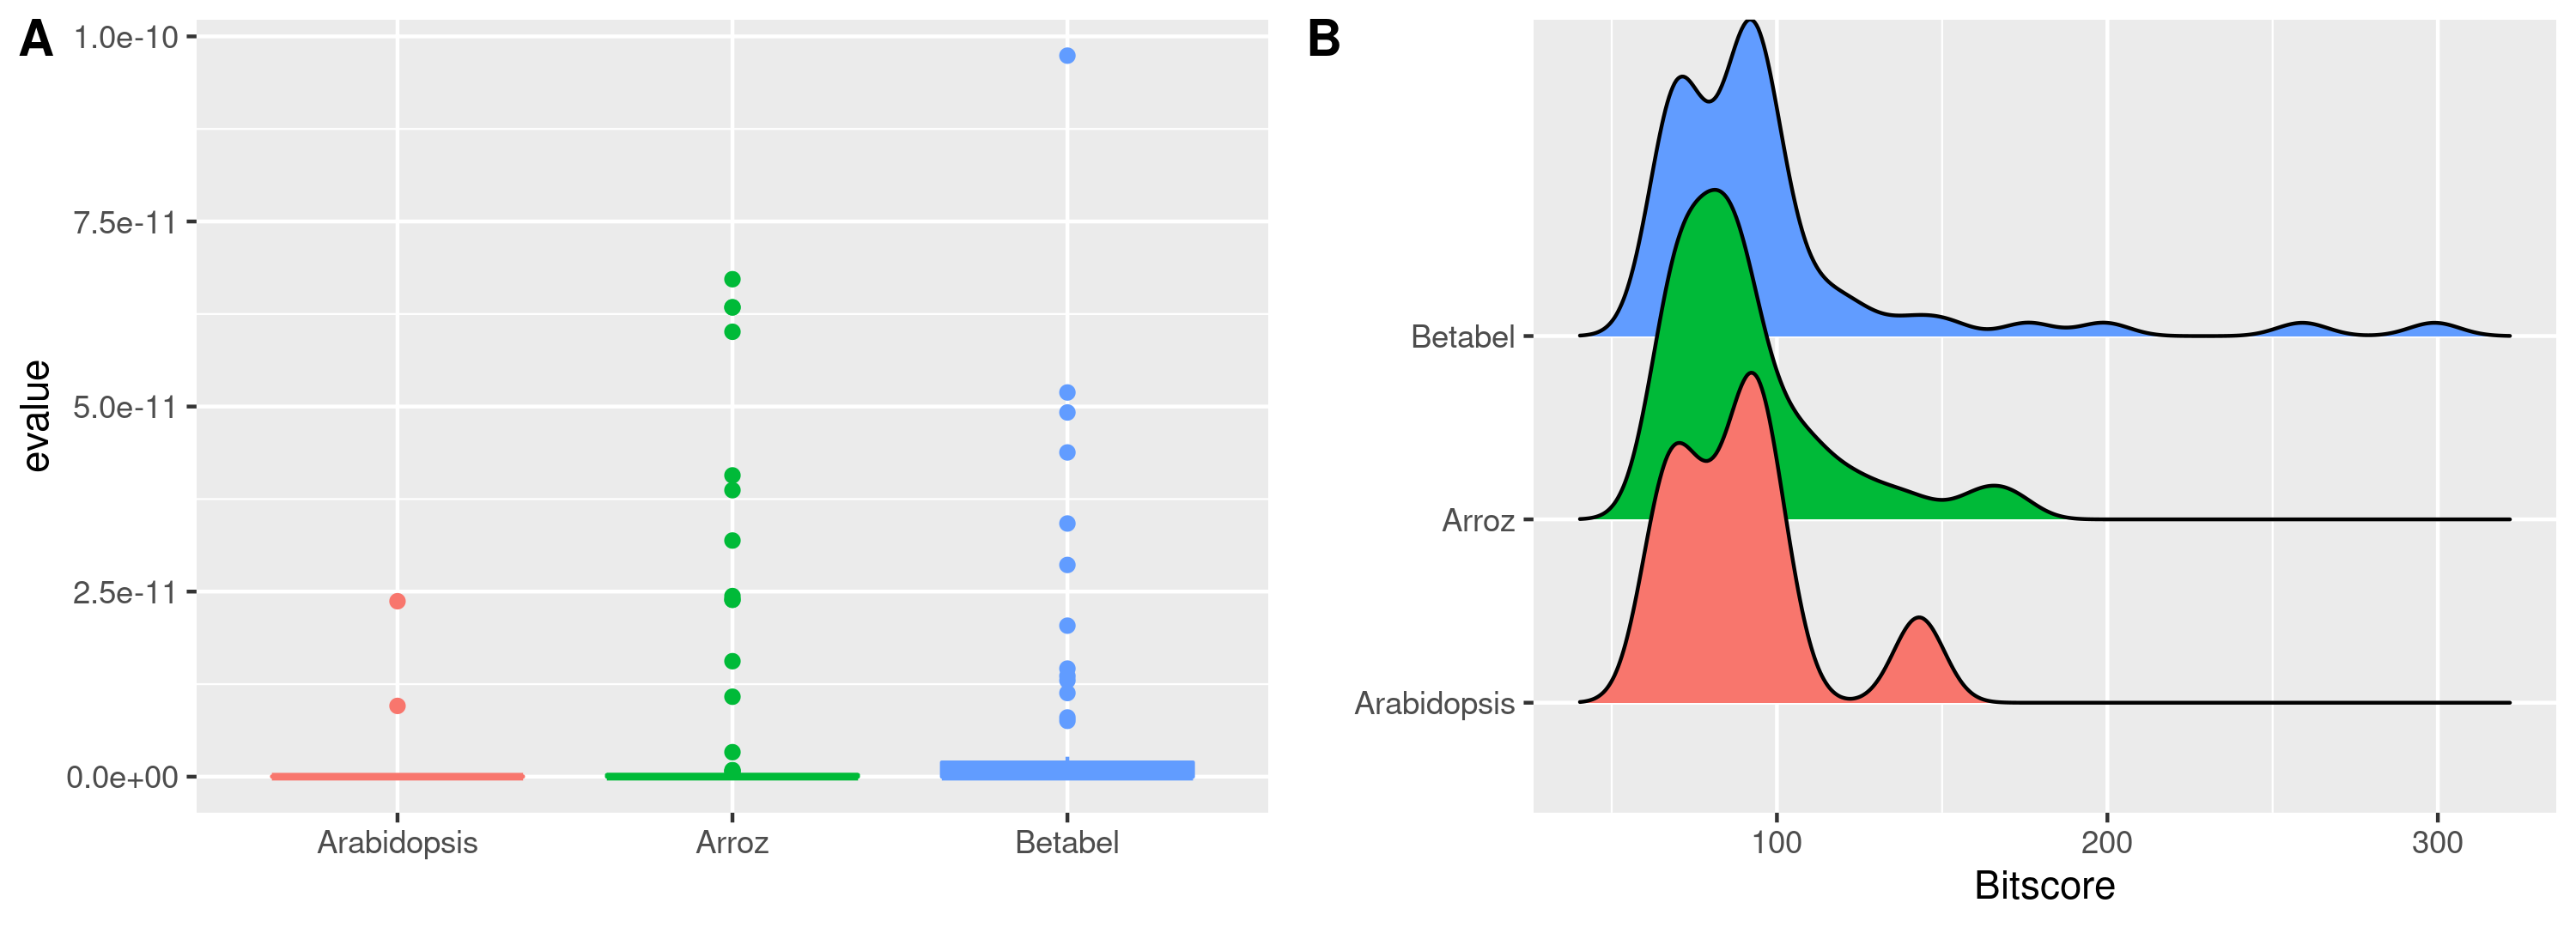 A
1.0e-10
7.5e-11
5.0e-11
2.5e-11
0.0e+00
evalue
Arabidopsis Arroz Betabel
B
Betabel
Arroz
Arabidopsis
100 200 300
Bitscore